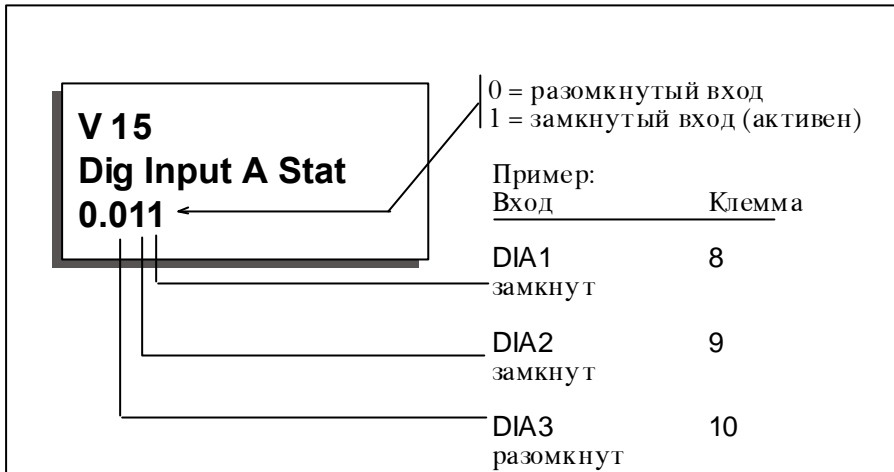 V 15
Dig Input A Stat
0.011
0 = разомкнутый вход
1 = замкнутый вход (активен)
Пример:
Вход Клемма
DIA1 8
замкнут
DIA2 9
замкнут
DIA3 10
разомкнут